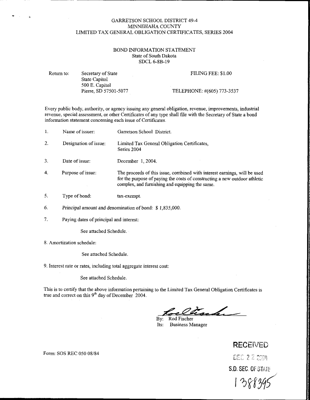 GARRETSON SCHOOL DISTRICT 49-4
MINNEHAHA COUNTY
LIMITED TAX GENERAL OBLIGATION CERTIFICATES, SERIES 2004
BOND INFORMATION STATEMENT
State of South Dakota
SDCL 6-8B-19
Return to: Secretary of State FILING FEE: $1.00
State Capitol
500 E. Capitol
Pierre, SD 57501-5077 TELEPHONE: #(605) 773-3537
Every public body, authority, or agency issuing any general obligation, revenue, improvements, industrial
revenue, special assessment, or other Certificates of any type shall file with the Secretary of State a bond
information statement concerning each issue of Certificates
1. Name of issuer: Garretson School District.
2. Designation of issue: Limited Tax General Obligation Certificates,
Series 2004
3. Date of issue: December 1, 2004.
4. Purpose of issue: The proceeds of this issue, combined with interest earnings, will be used
for the purpose of paying the costs of constructing a new outdoor athletic
complex, and furnishing and equipping the same.
5. Type of bond: tax-exempt.
6. Principal amount and denomination of bond: $ 1,835,000.
7. Paying dates of principal and interest:
See attached Schedule.
8. Amortization schedule:
See attached Schedule.
9. Interest rate or rates, including total aggregate interest cost:
See attached Schedule.
This is to certify that the above information pertaining to the Limited Tax General Obligation Certificates is
true and correct on this 9th day of December 2004.
By: Rod Fischer
Its: Business Manager
RECEIVED
Form: SOS REC 050 08/84
DEC 2 1 2004
S.D. SEC. OF STATE
1388395